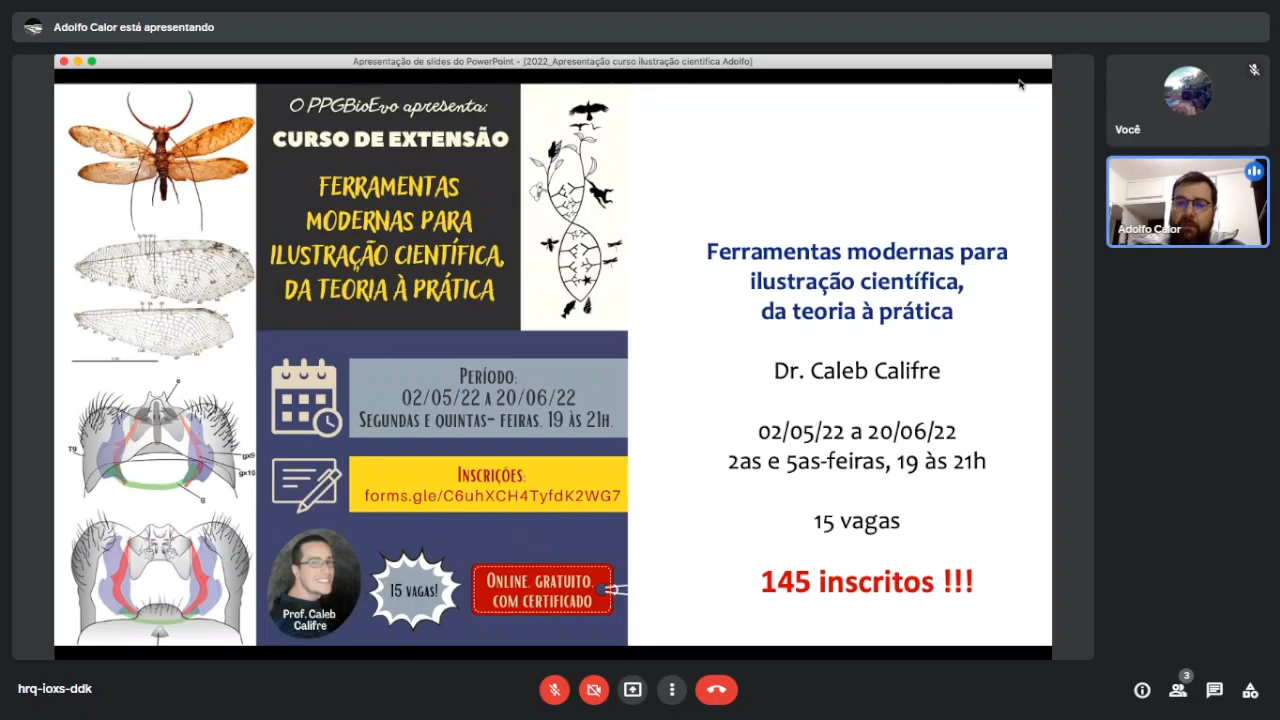 Adolfo Calor está apresentando
Apresentação de slides do PowerPoint - [2022_Apresentação curso ilustração científica Adolfo]
O PPGBioEvo apresenta:
CURSO DE EXTENSÃO
FERRAMENTAS
MODERNAS PARA
ILUSTRAÇÃO CIENTÍFICA,
DA TEORIA À PRÁTICA
PERÍODO:
02/05/22 A 20/06/22
SEGUNDAS E QUINTAS- FEIRAS, 19 ÀS 21H.
INSCRIÇÕES:
forms.gle/C6uhXCH4TyfdK2WG7
Prof. Caleb
Califre
15 VAGAS!
ONLINE, GRATUITO,
COM CERTIFICADO
T9
gx9
gx10
g
Ferramentas modernas para
ilustração científica,
da teoria à prática
Dr. Caleb Califre
02/05/22 a 20/06/22
2as e 5as-feiras, 19 às 21h
15 vagas
145 inscritos !!!
Você
Adolfo Calor
hrq-ioxs-ddk
3